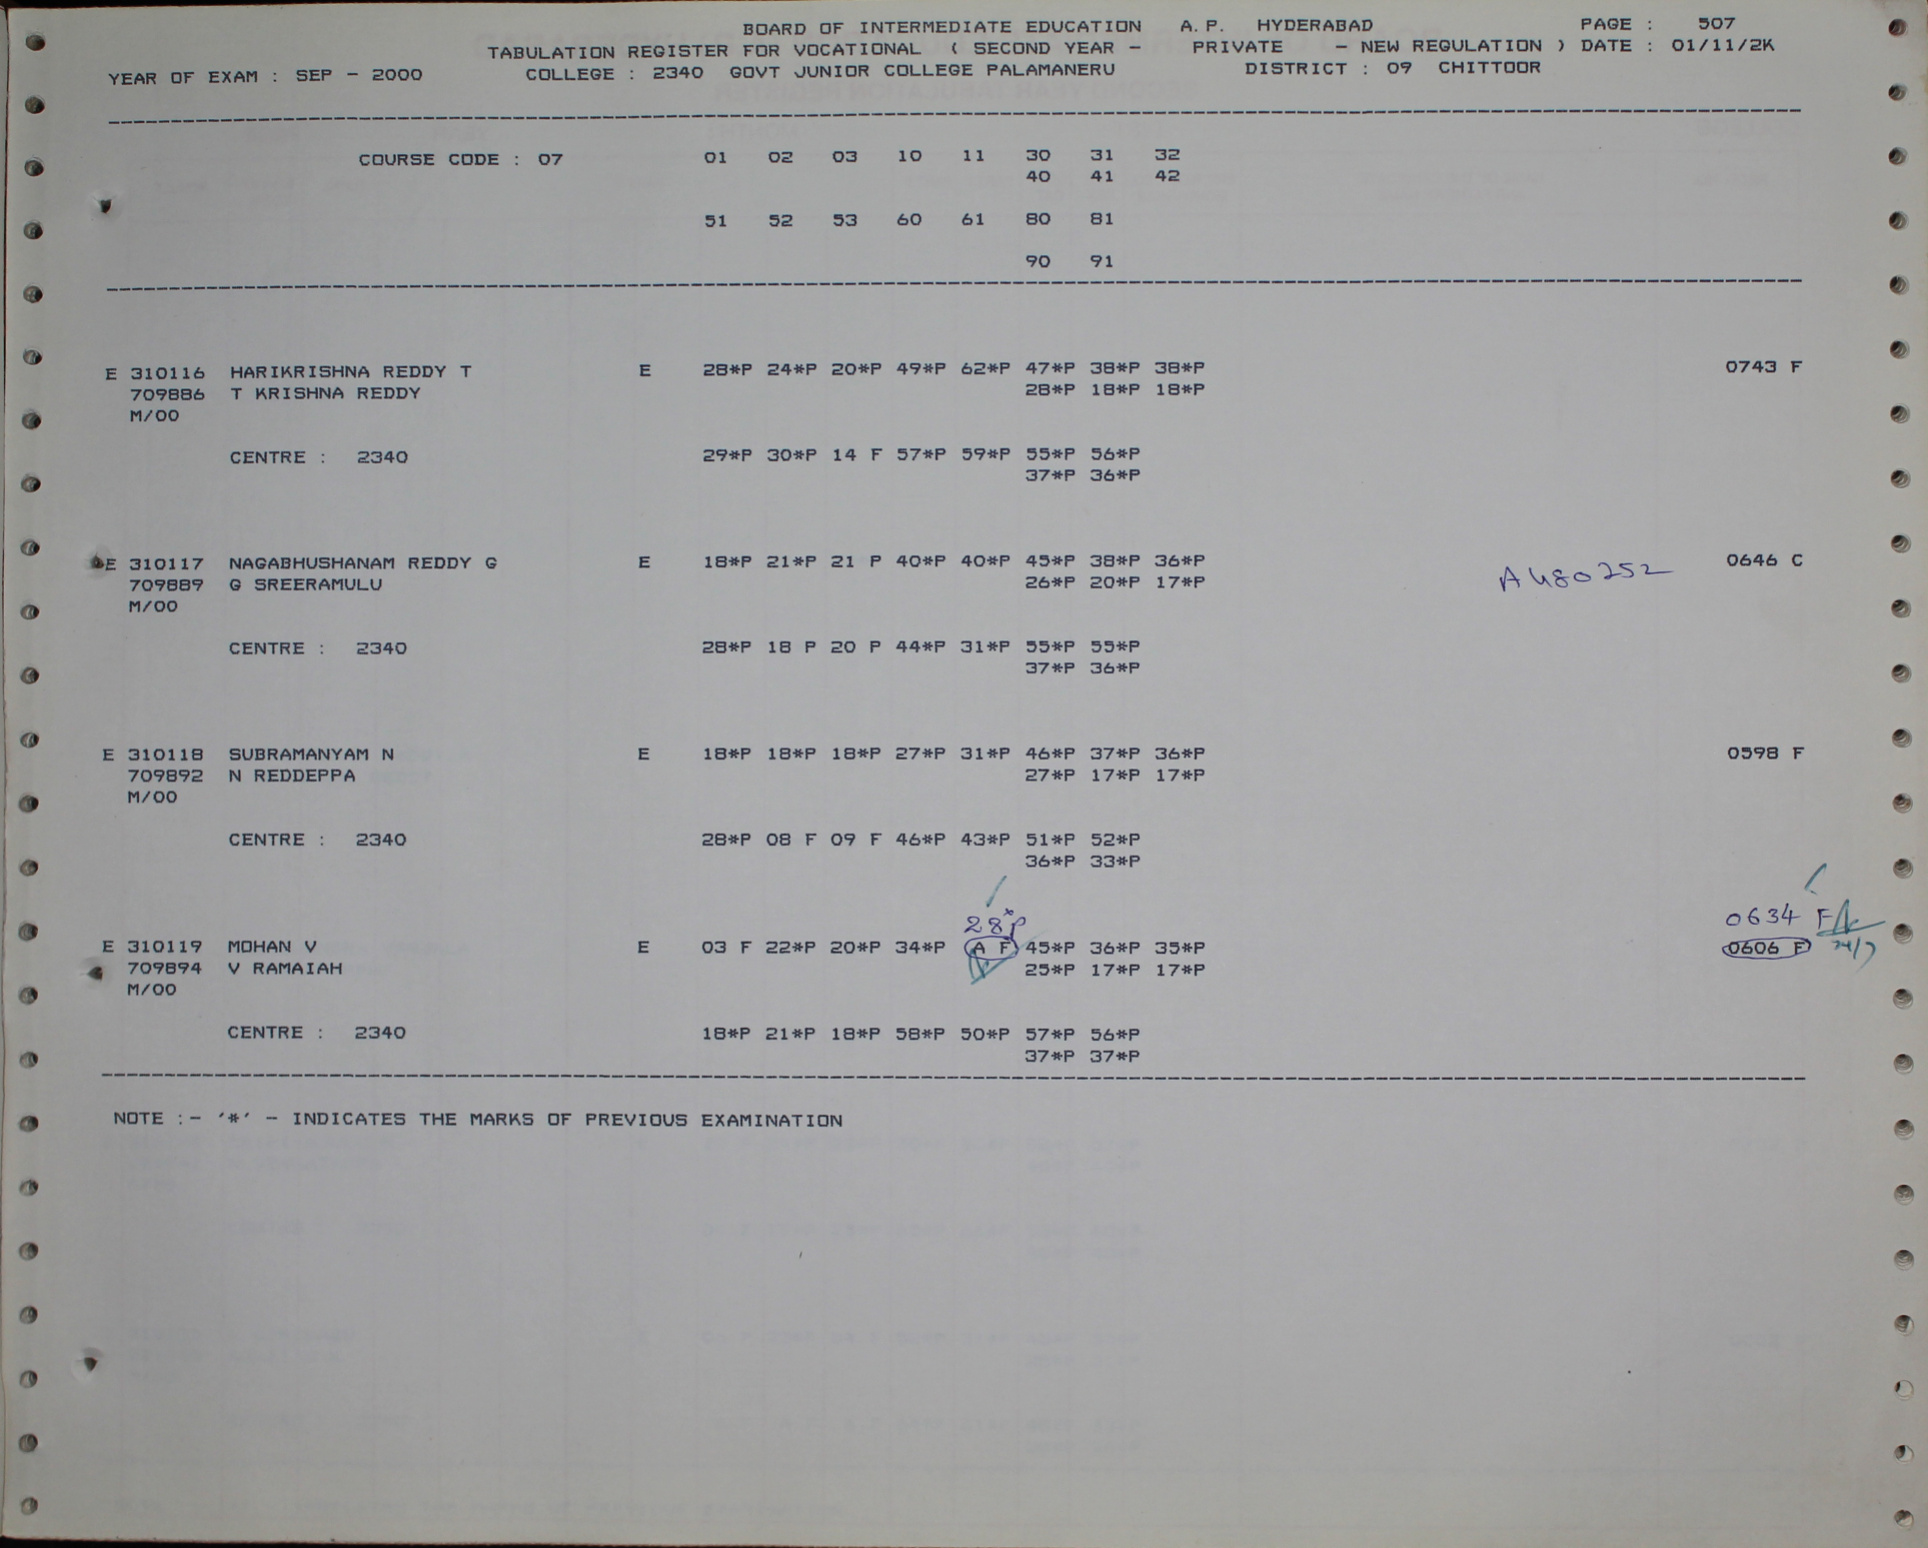 BOARD OF INTERMEDIATE EDUCATION A.P. HYDERABAD PAGE : 507
TABULATION REGISTER FOR VOCATIONAL ( SECOND YEAR - PRIVATE - NEW REGULATION ) DATE : 01/11/2K
YEAR OF EXAM : SEP - 2000 COLLEGE : 2340 GOVT JUNIOR COLLEGE PALAMANERU DISTRICT : 09 CHITTOOR
COURSE CODE : 07 01 02 03 10 11 30 31 32
40 41 42
51 52 53 60 61 80 81
90 91
E 310116 HARIKRISHNA REDDY T E 28*P 24*P 20*P 49*P 62*P 47*P 38*P 38*P 0743 F
709886 T KRISHNA REDDY 28*P 18*P 18*P
M/00
CENTRE : 2340 29*P 30*P 14 F 57*P 59*P 55*P 56*P
37*P 36*P
E 310117 NAGABHUSHANAM REDDY G E 18*P 21*P 21 P 40*P 40*P 45*P 38*P 36*P A480252 0646 C
709889 G SREERAMULU 26*P 20*P 17*P
M/00
CENTRE : 2340 28*P 18 P 20 P 44*P 31*P 55*P 55*P
37*P 36*P
E 310118 SUBRAMANYAM N E 18*P 18*P 18*P 27*P 31*P 46*P 37*P 36*P 0598 F
709892 N REDDEPPA 27*P 17*P 17*P
M/00
CENTRE : 2340 28*P 08 F 09 F 46*P 43*P 51*P 52*P
36*P 33*P
28*P 0634 F
E 310119 MOHAN V E 03 F 22*P 20*P 34*P A F 45*P 36*P 35*P 0606 F
709894 V RAMAIAH 25*P 17*P 17*P
M/00
CENTRE : 2340 18*P 21*P 18*P 58*P 50*P 57*P 56*P
37*P 37*P
NOTE :- '*' - INDICATES THE MARKS OF PREVIOUS EXAMINATION